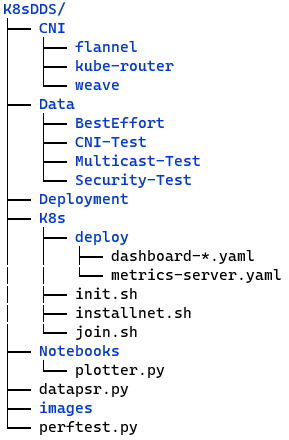 K8sDDS/
├── CNI
│   ├── flannel
│   ├── kube-router
│   └── weave
├── Data
│   ├── BestEffort
│   ├── CNI-Test
│   ├── Multicast-Test
│   └── Security-Test
├── Deployment
├── K8s
│   ├── deploy
│   │   ├── dashboard-*.yaml
│   │   └── metrics-server.yaml
│   ├── init.sh
│   ├── installnet.sh
│   └── join.sh
├── Notebooks
│   └── plotter.py
├── datapsr.py
├── images
└── perftest.py